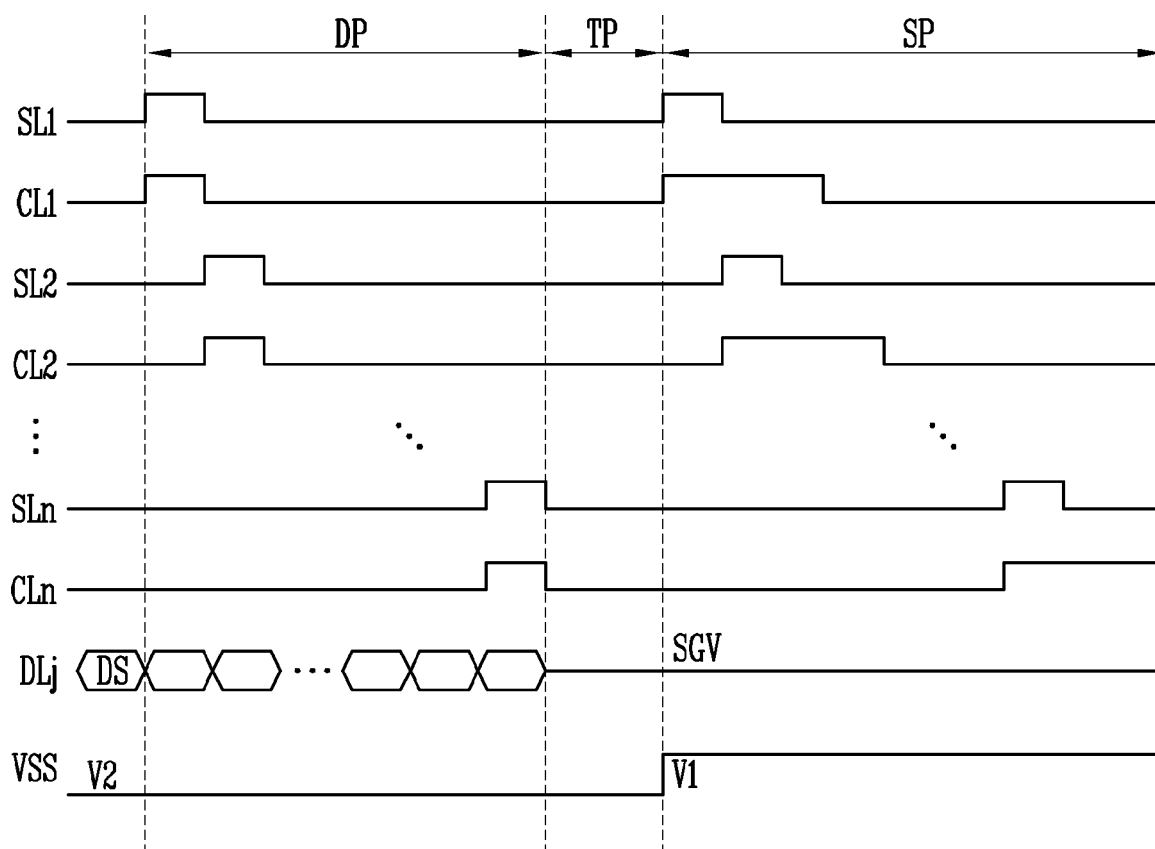 DP TP SP
SL1
CL1
SL2
CL2
SLn
CLn
DLj DS SGV
VSS V2 V1